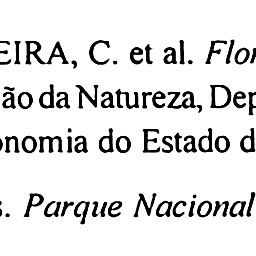 EIRA, C. et al. Flor
ão da Natureza, Dep
onomia do Estado d
s. Parque Nacional